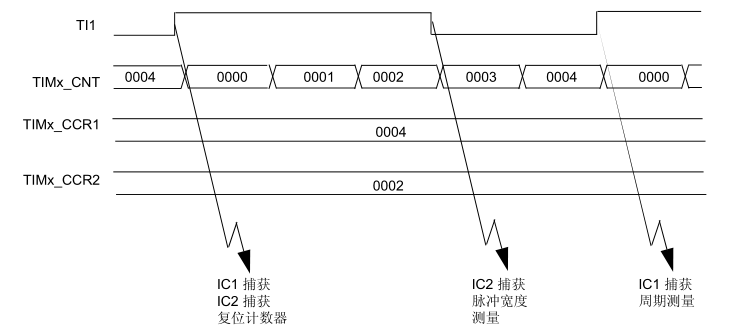 TI1
TIMx_CNT
0004 0000 0001 0002 0003 0004 0000
TIMx_CCR1
0004
TIMx_CCR2
0002
IC1 捕获
IC2 捕获
复位计数器
IC2 捕获
脉冲宽度
测量
IC1 捕获
周期测量